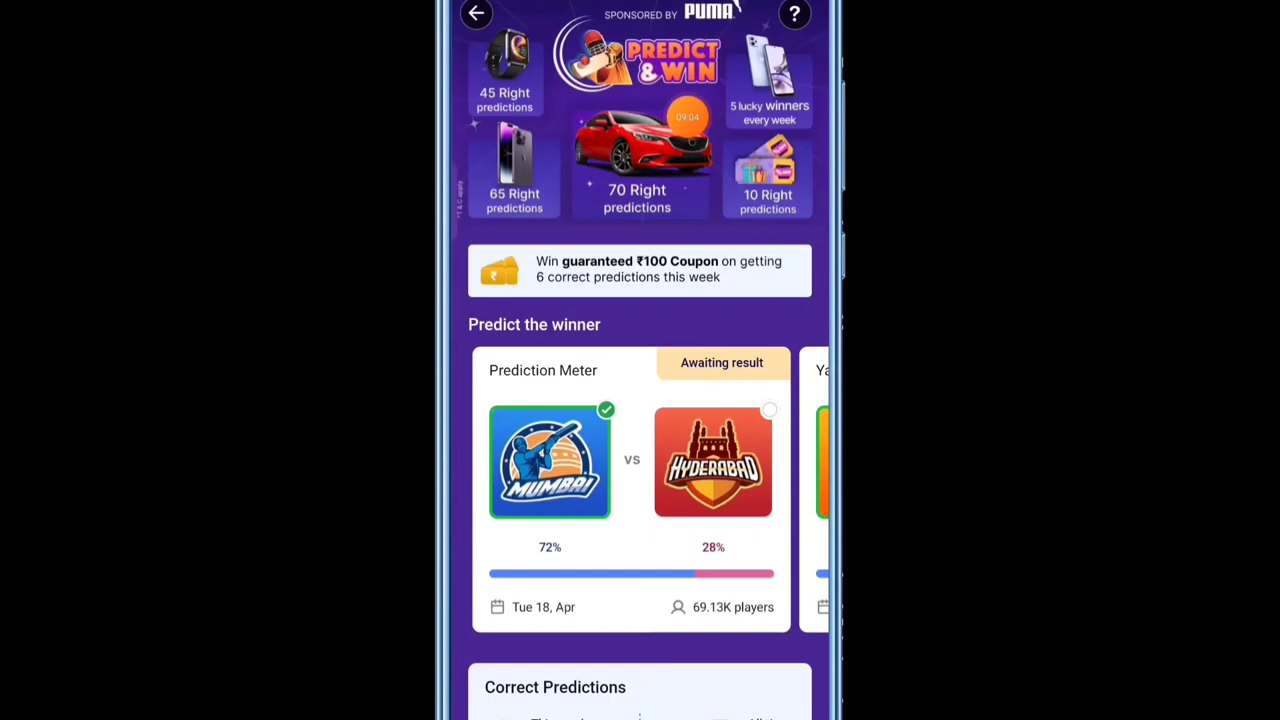 SPONSORED BY PUMA
?
PREDICT
& WIN
45 Right
predictions
5 lucky winners
every week
09:04
65 Right
predictions
70 Right
predictions
10 Right
predictions
*T & C apply
Win guaranteed ₹100 Coupon on getting
6 correct predictions this week
Predict the winner
Prediction Meter
Awaiting result
Ya
MUMBAI
vs
HYDERABAD
72%
28%
Tue 18, Apr
69.13K players
Correct Predictions